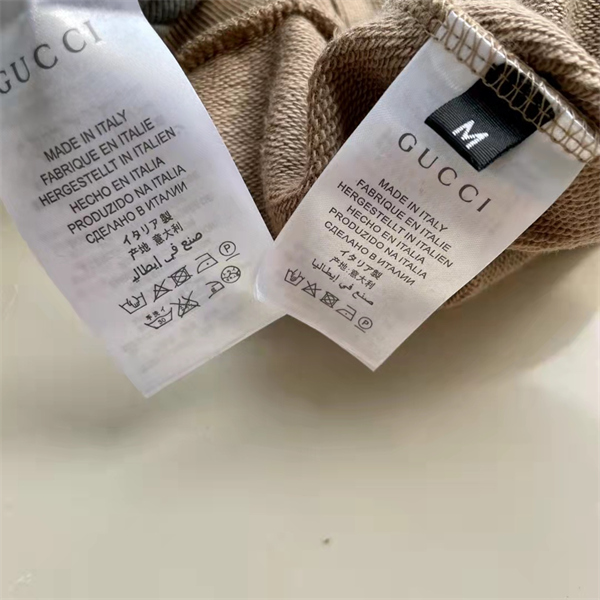 GUCCI
MADE IN ITALY
FABRIQUE EN ITALIE
HERGESTELLT IN ITALIEN
HECHO EN ITALIA
PRODUZIDO NA ITALIA
СДЕЛАНО В ИТАЛИИ
イタリア製
产地:意大利
صنع في إيطاليا
M
GUCCI
MADE IN ITALY
FABRIQUE EN ITALIE
HERGESTELLT IN ITALIEN
HECHO EN ITALIA
PRODUZIDO NA ITALIA
СДЕЛАНО В ИТАЛИИ
イタリア製
产地:意大利
صنع في إيطاليا
P
P
30